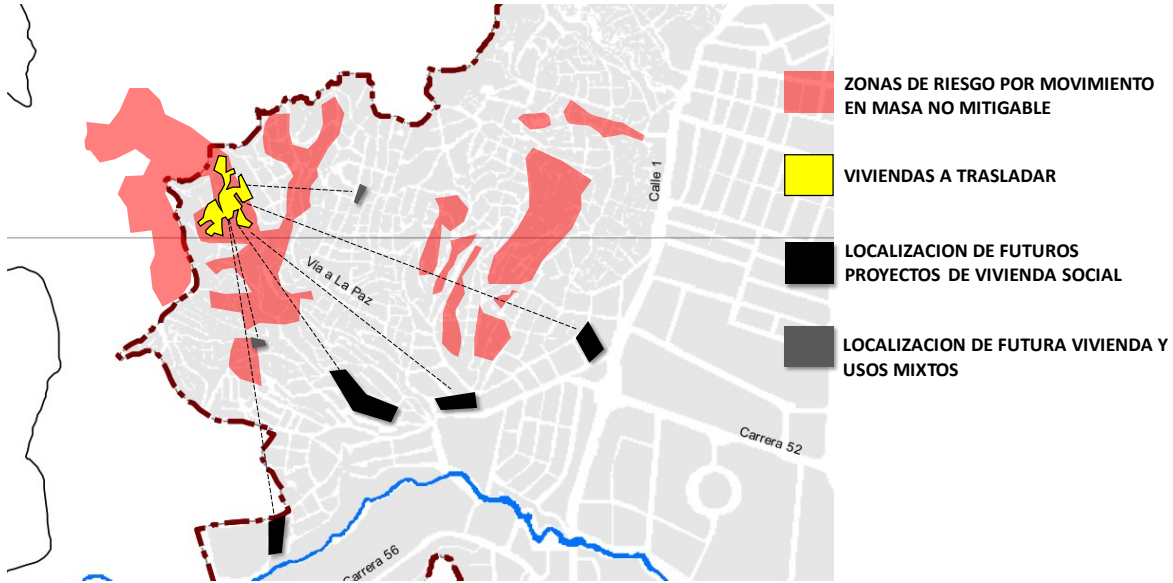 ZONAS DE RIESGO POR MOVIMIENTO
EN MASA NO MITIGABLE
VIVIENDAS A TRASLADAR
LOCALIZACION DE FUTUROS
PROYECTOS DE VIVIENDA SOCIAL
LOCALIZACION DE FUTURA VIVIENDA Y
USOS MIXTOS
Calle 1
Vía a La Paz
Carrera 52
Carrera 56